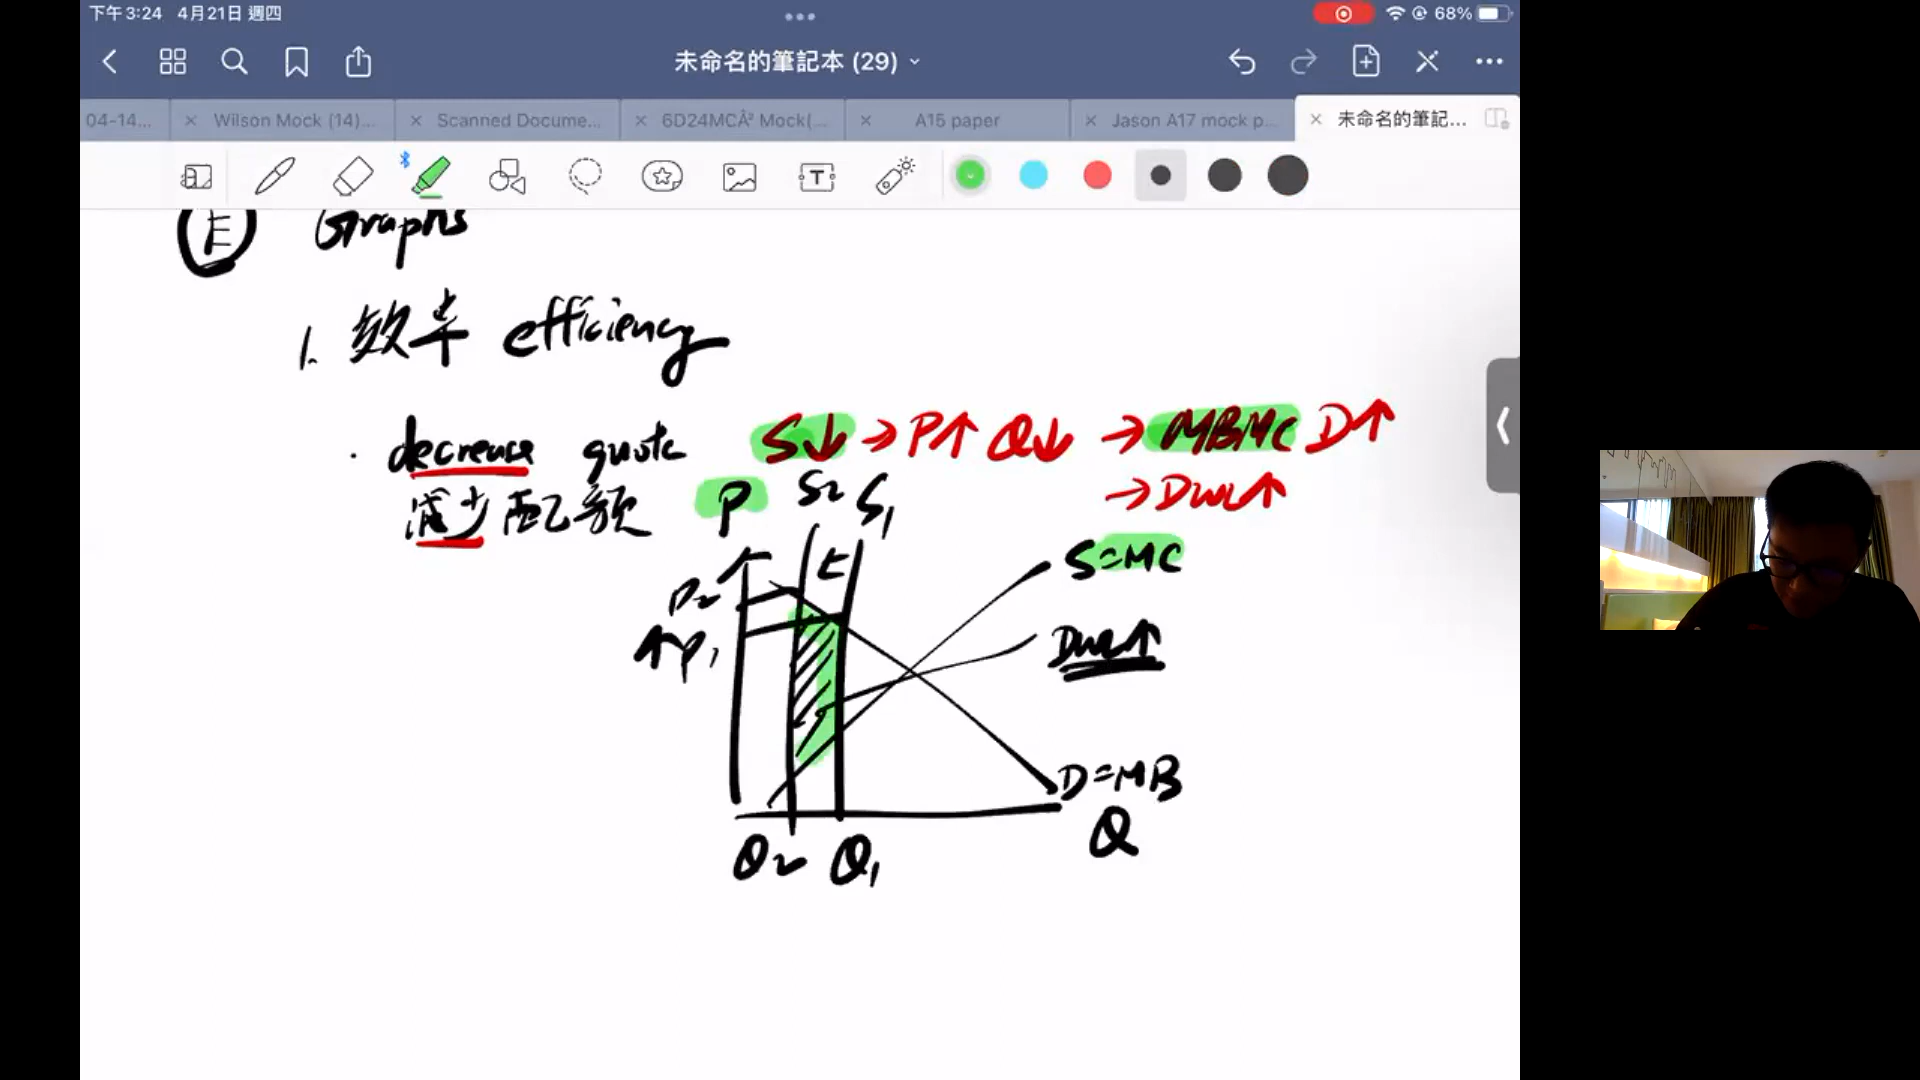 下午3:24 4月21日 週四
68%
未命名的筆記本 (29)
04-14... Wilson Mock (14)... Scanned Docume... 6D24MC² Mock(... A15 paper Jason A17 mock p... 未命名的筆記...
E Graphs
1. 效率 efficiency
· decrease quota S↓ → P↑ Q↓ → MBMC D↑
減少配額 → DWL↑
P S2 S1
t
S=MC
P2
↑P1
DWL↑
D=MB
Q
Q2 Q1